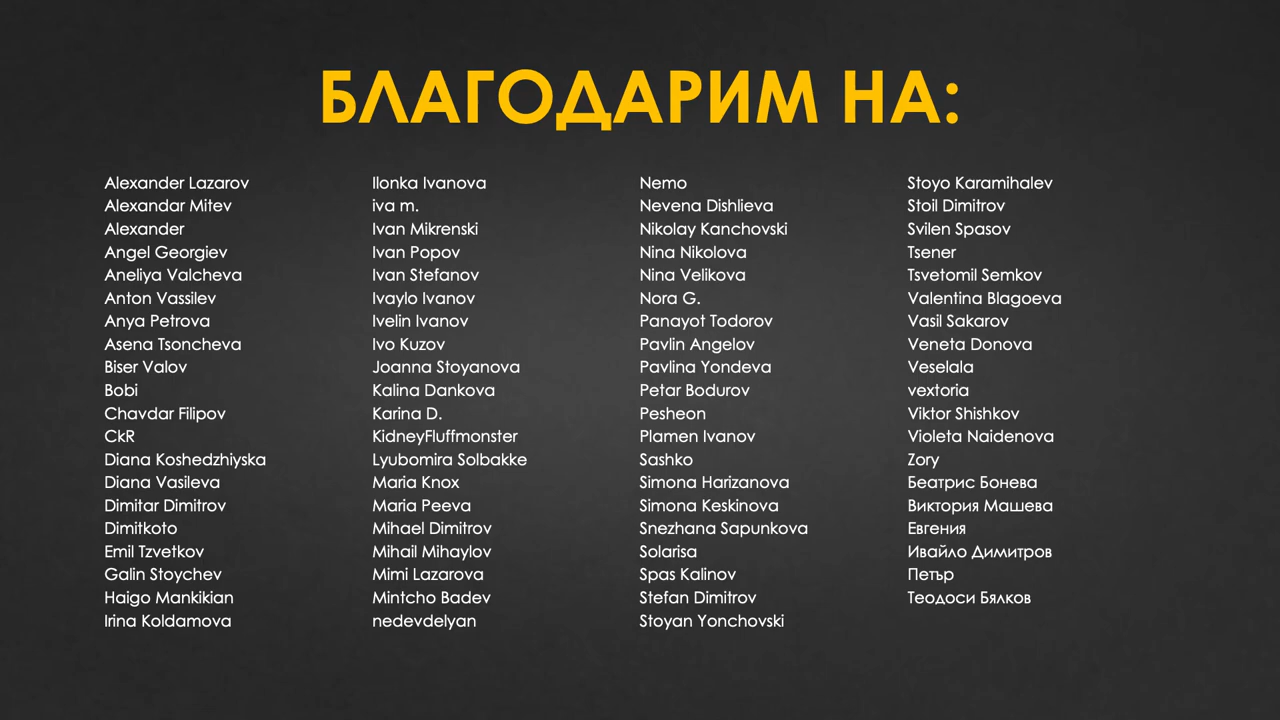 БЛАГОДАРИМ НА:
Alexander Lazarov
Alexandar Mitev
Alexander
Angel Georgiev
Aneliya Valcheva
Anton Vassilev
Anya Petrova
Asena Tsoncheva
Biser Valov
Bobi
Chavdar Filipov
CkR
Diana Koshedzhiyska
Diana Vasileva
Dimitar Dimitrov
Dimitkoto
Emil Tzvetkov
Galin Stoychev
Haigo Mankikian
Irina Koldamova
Ilonka Ivanova
iva m.
Ivan Mikrenski
Ivan Popov
Ivan Stefanov
Ivaylo Ivanov
Ivelin Ivanov
Ivo Kuzov
Joanna Stoyanova
Kalina Dankova
Karina D.
KidneyFluffmonster
Lyubomira Solbakke
Maria Knox
Maria Peeva
Mihael Dimitrov
Mihail Mihaylov
Mimi Lazarova
Mintcho Badev
nedevdelyan
Nemo
Nevena Dishlieva
Nikolay Kanchovski
Nina Nikolova
Nina Velikova
Nora G.
Panayot Todorov
Pavlin Angelov
Pavlina Yondeva
Petar Bodurov
Pesheon
Plamen Ivanov
Sashko
Simona Harizanova
Simona Keskinova
Snezhana Sapunkova
Solarisa
Spas Kalinov
Stefan Dimitrov
Stoyan Yonchovski
Stoyo Karamihalev
Stoil Dimitrov
Svilen Spasov
Tsener
Tsvetomil Semkov
Valentina Blagoeva
Vasil Sakarov
Veneta Donova
Veselala
vextoria
Viktor Shishkov
Violeta Naidenova
Zory
Беатрис Бонева
Виктория Машева
Евгения
Ивайло Димитров
Петър
Теодоси Бялков